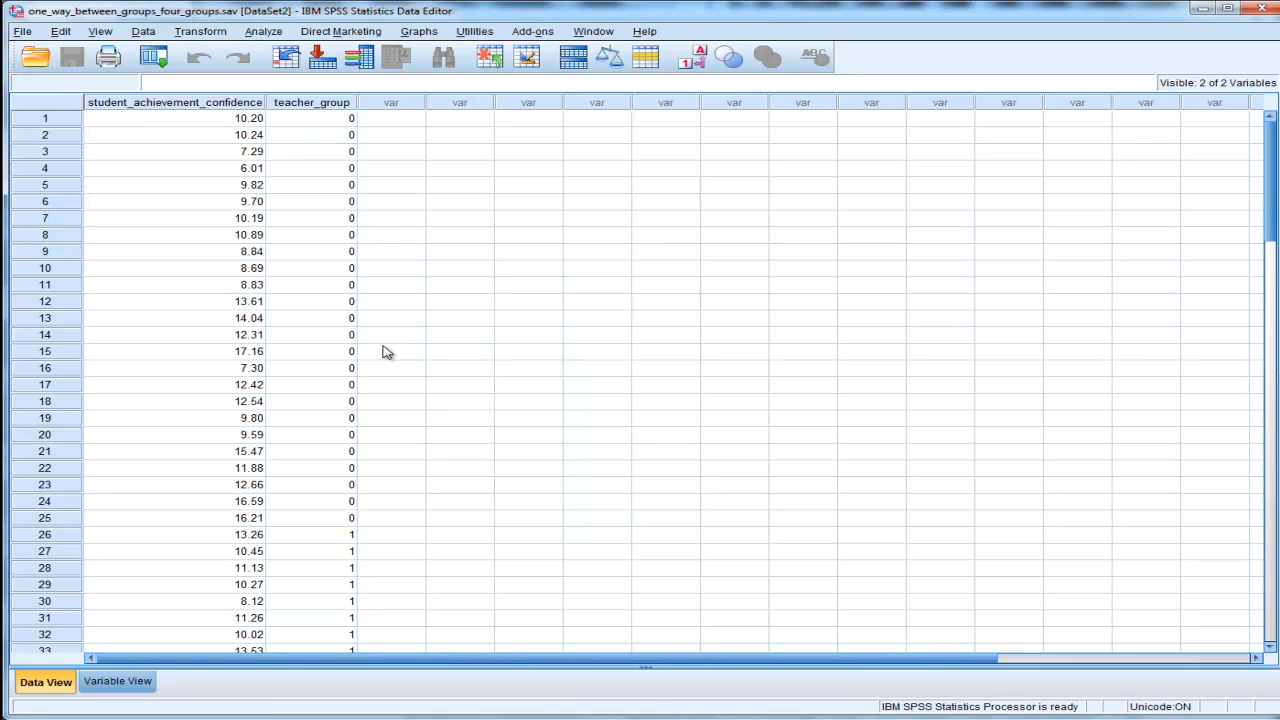 one_way_between_groups_four_groups.sav [DataSet2] - IBM SPSS Statistics Data Editor
File Edit View Data Transform Analyze Direct Marketing Graphs Utilities Add-ons Window Help
Visible: 2 of 2 Variables
student_achievement_confidence teacher_group var var var var var var var var var var var var var
1 10.20 0
2 10.24 0
3 7.29 0
4 6.01 0
5 9.82 0
6 9.70 0
7 10.19 0
8 10.89 0
9 8.84 0
10 8.69 0
11 8.83 0
12 13.61 0
13 14.04 0
14 12.31 0
15 17.16 0
16 7.30 0
17 12.42 0
18 12.54 0
19 9.80 0
20 9.59 0
21 15.47 0
22 11.88 0
23 12.66 0
24 16.59 0
25 16.21 0
26 13.26 1
27 10.45 1
28 11.13 1
29 10.27 1
30 8.12 1
31 11.26 1
32 10.02 1
33 13.53 1
Data View Variable View
IBM SPSS Statistics Processor is ready Unicode:ON